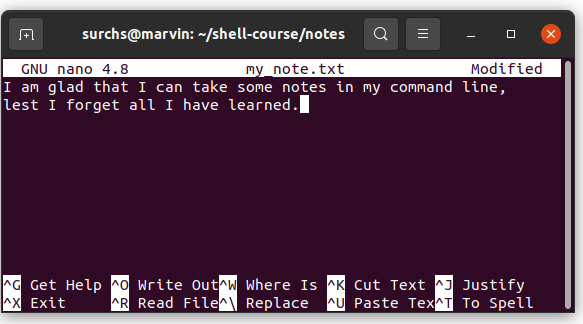 surchs@marvin: ~/shell-course/notes
GNU nano 4.8 my_note.txt Modified
I am glad that I can take some notes in my command line,
lest I forget all I have learned.
^G Get Help ^O Write Out ^W Where Is ^K Cut Text ^J Justify
^X Exit ^R Read File ^\ Replace ^U Paste Tex ^T To Spell